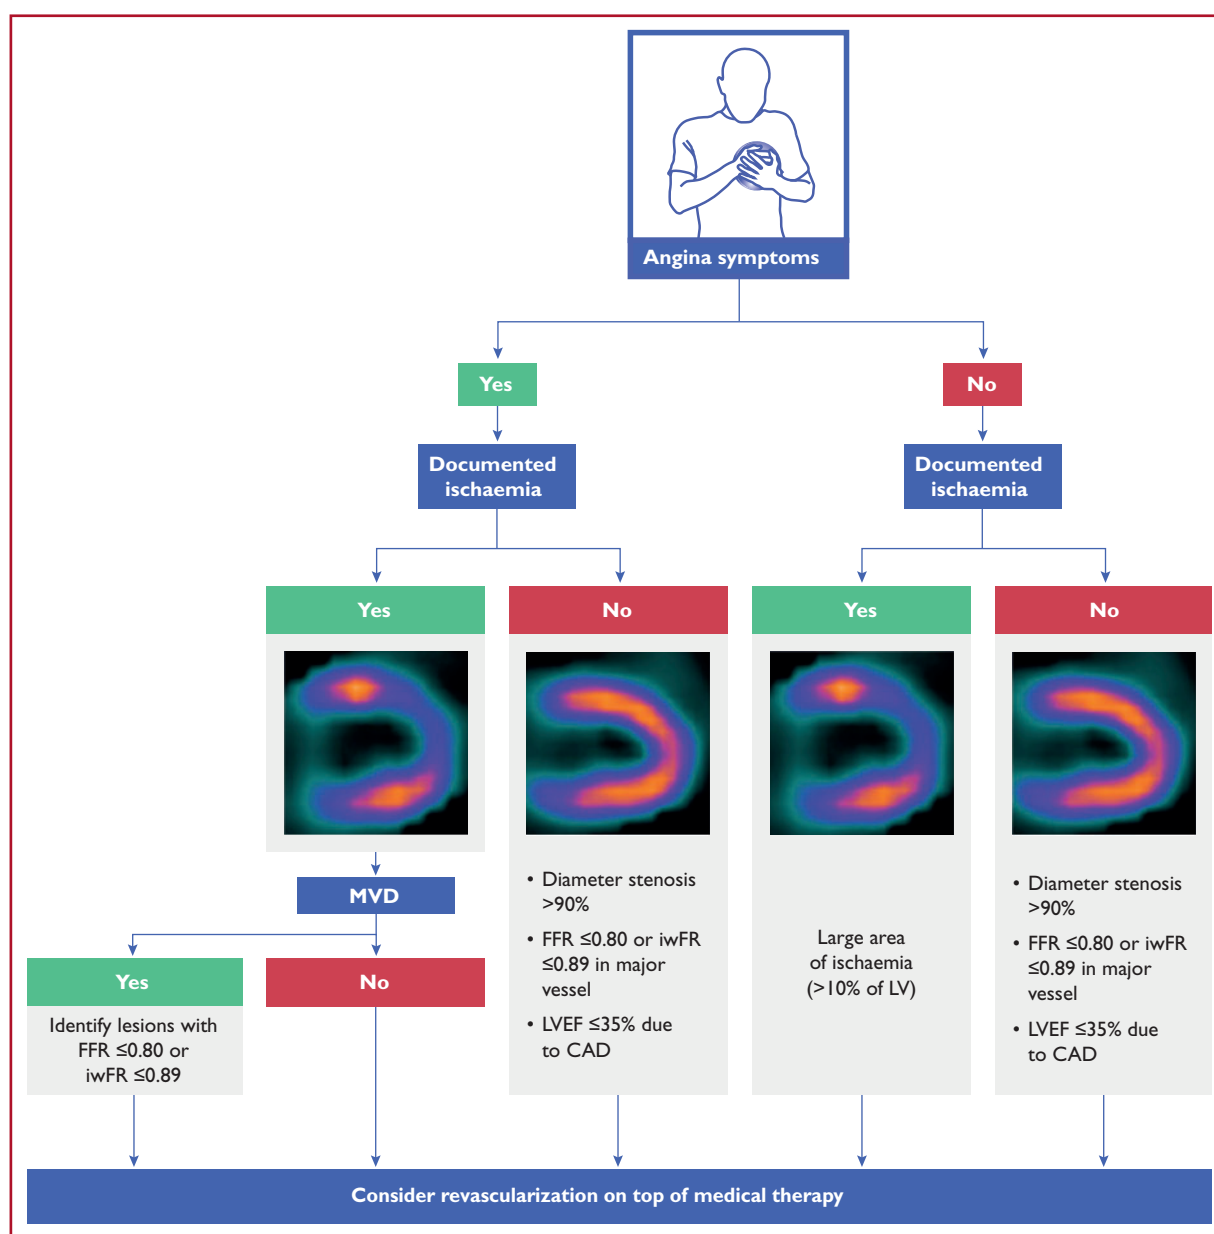 Angina symptoms
Yes
No
Documented
ischaemia
Documented
ischaemia
Yes
No
Yes
No
MVD
Yes
Identify lesions with
FFR ≤0.80 or
iwFR ≤0.89
No
• Diameter stenosis
>90%
• FFR ≤0.80 or iwFR
≤0.89 in major
vessel
• LVEF ≤35% due
to CAD
Large area
of ischaemia
(>10% of LV)
• Diameter stenosis
>90%
• FFR ≤0.80 or iwFR
≤0.89 in major
vessel
• LVEF ≤35% due
to CAD
Consider revascularization on top of medical therapy